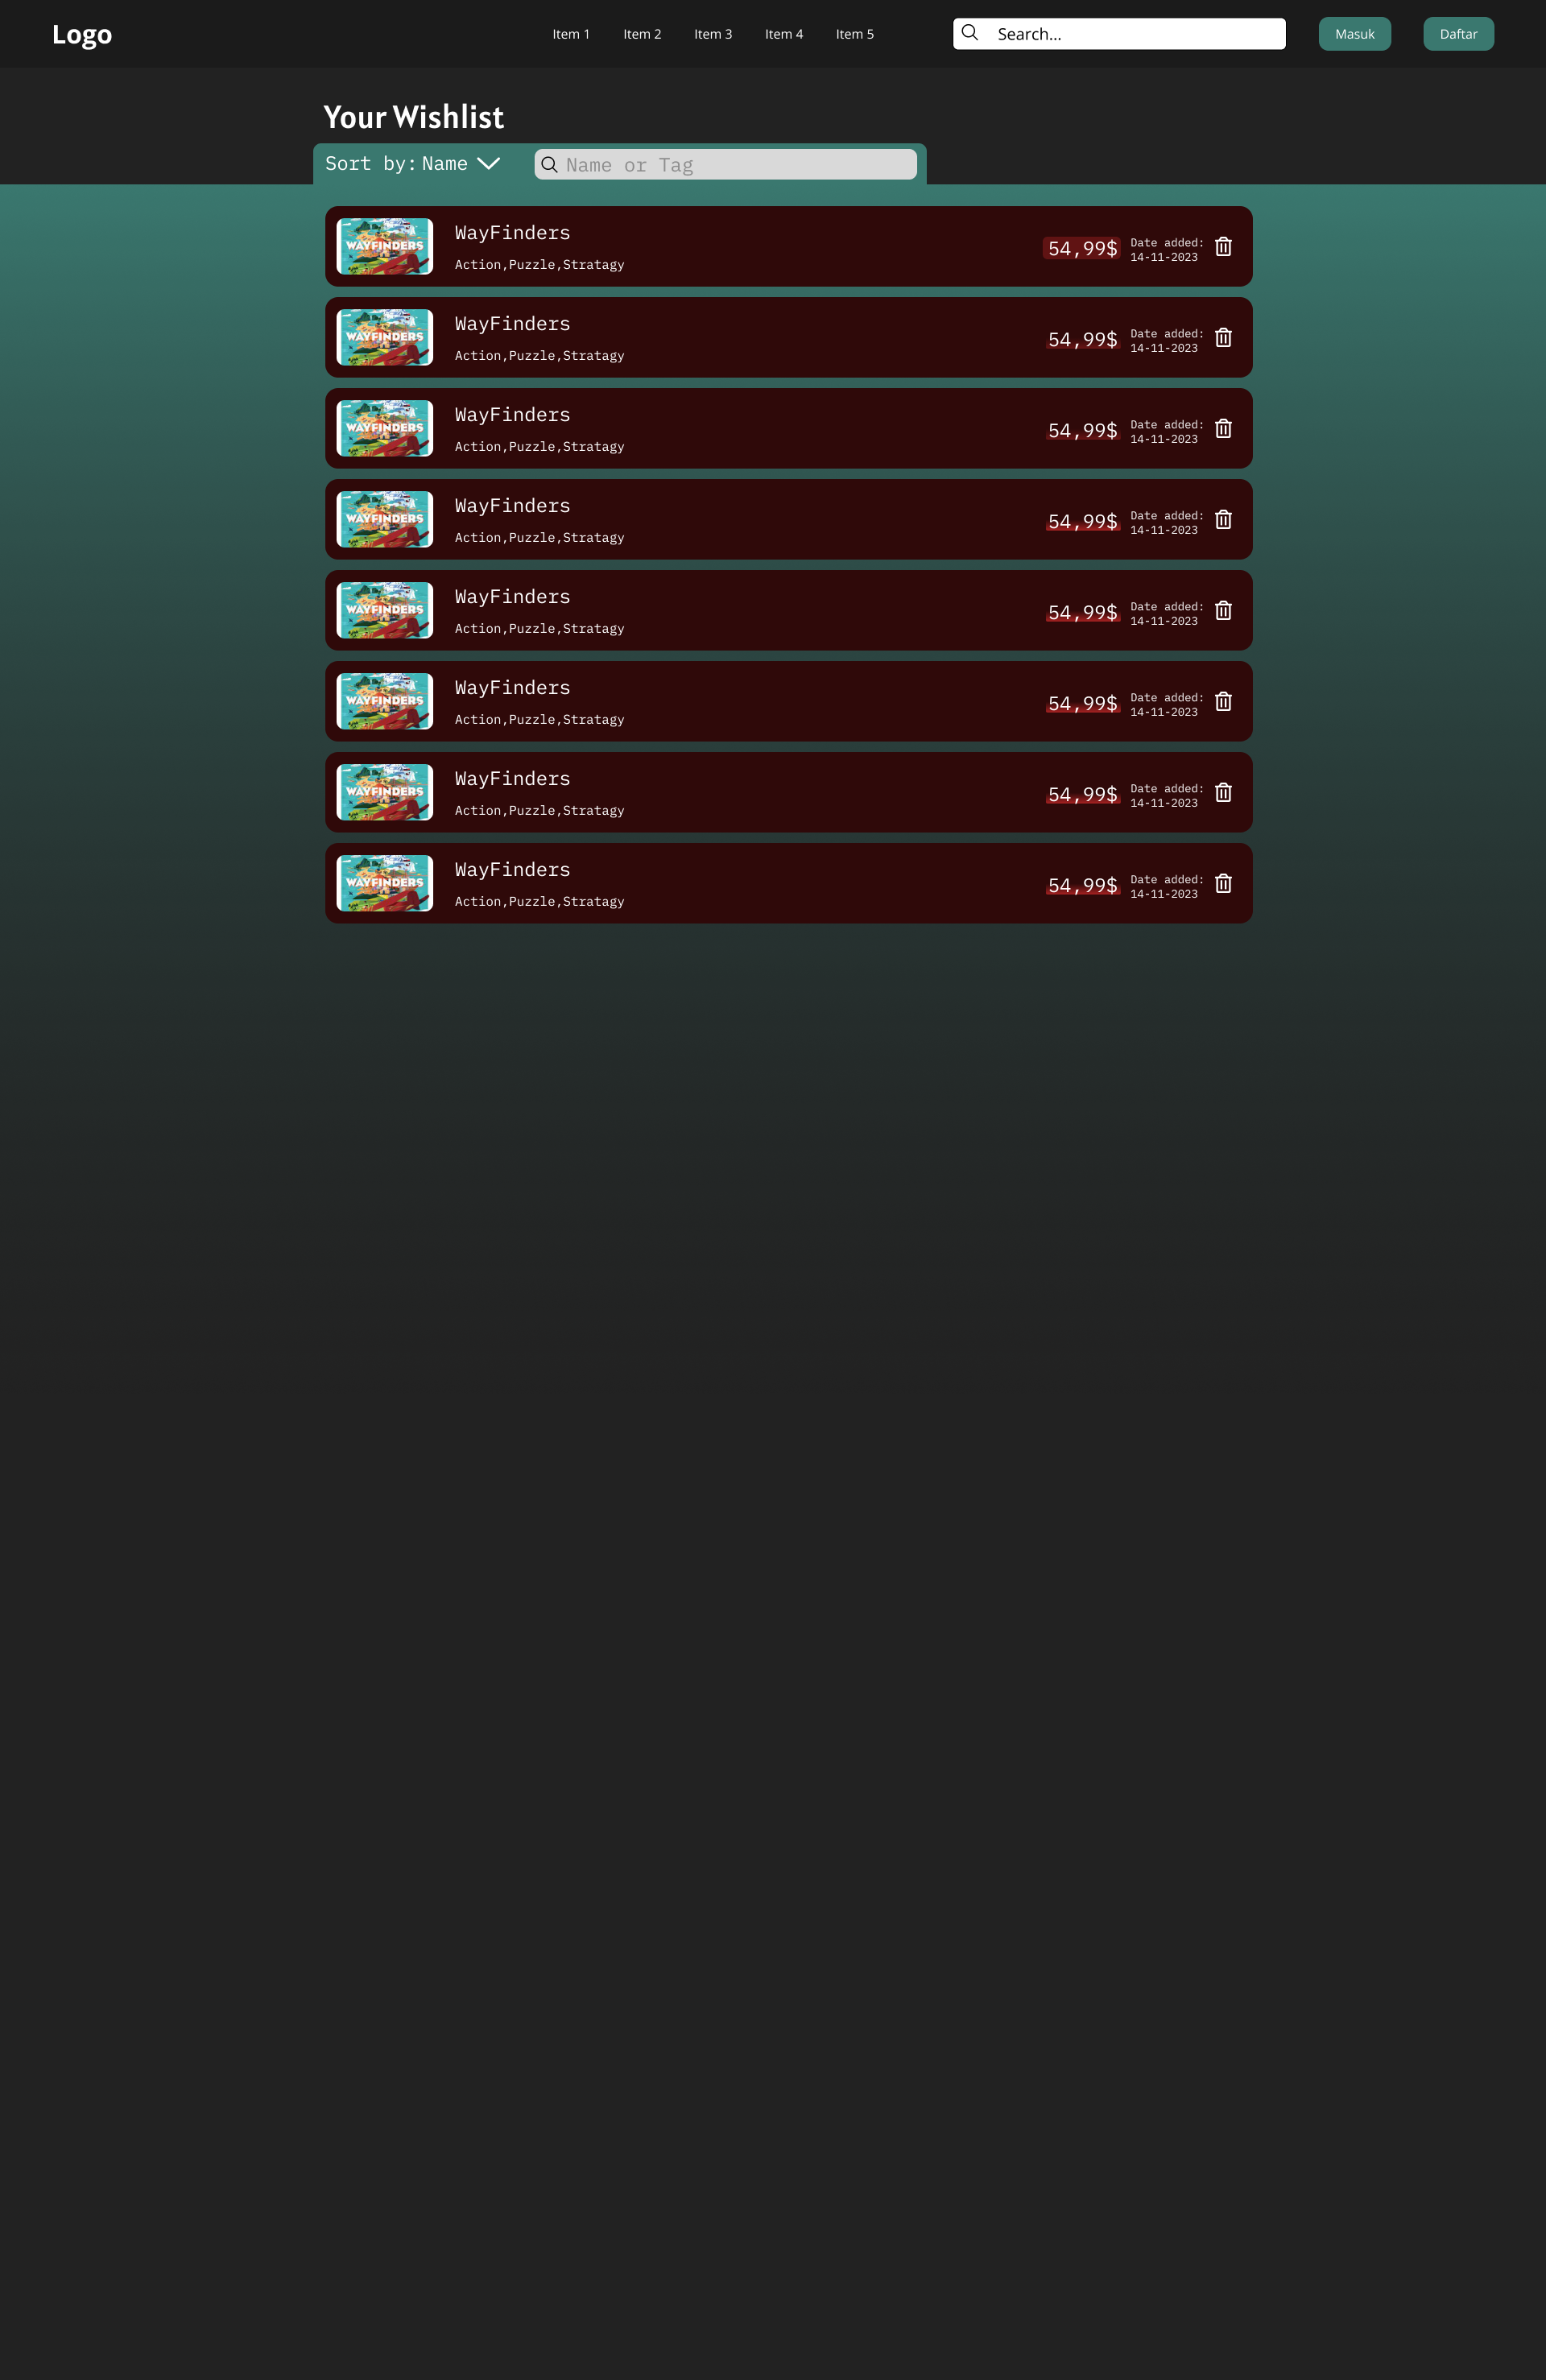 Logo
Item 1
Item 2
Item 3
Item 4
Item 5
Search...
Masuk
Daftar
Your Wishlist
Sort by: Name
Name or Tag
WAYFINDERS
WayFinders
Action,Puzzle,Stratagy
54,99$
Date added:
14-11-2023
WAYFINDERS
WayFinders
Action,Puzzle,Stratagy
54,99$
Date added:
14-11-2023
WAYFINDERS
WayFinders
Action,Puzzle,Stratagy
54,99$
Date added:
14-11-2023
WAYFINDERS
WayFinders
Action,Puzzle,Stratagy
54,99$
Date added:
14-11-2023
WAYFINDERS
WayFinders
Action,Puzzle,Stratagy
54,99$
Date added:
14-11-2023
WAYFINDERS
WayFinders
Action,Puzzle,Stratagy
54,99$
Date added:
14-11-2023
WAYFINDERS
WayFinders
Action,Puzzle,Stratagy
54,99$
Date added:
14-11-2023
WAYFINDERS
WayFinders
Action,Puzzle,Stratagy
54,99$
Date added:
14-11-2023